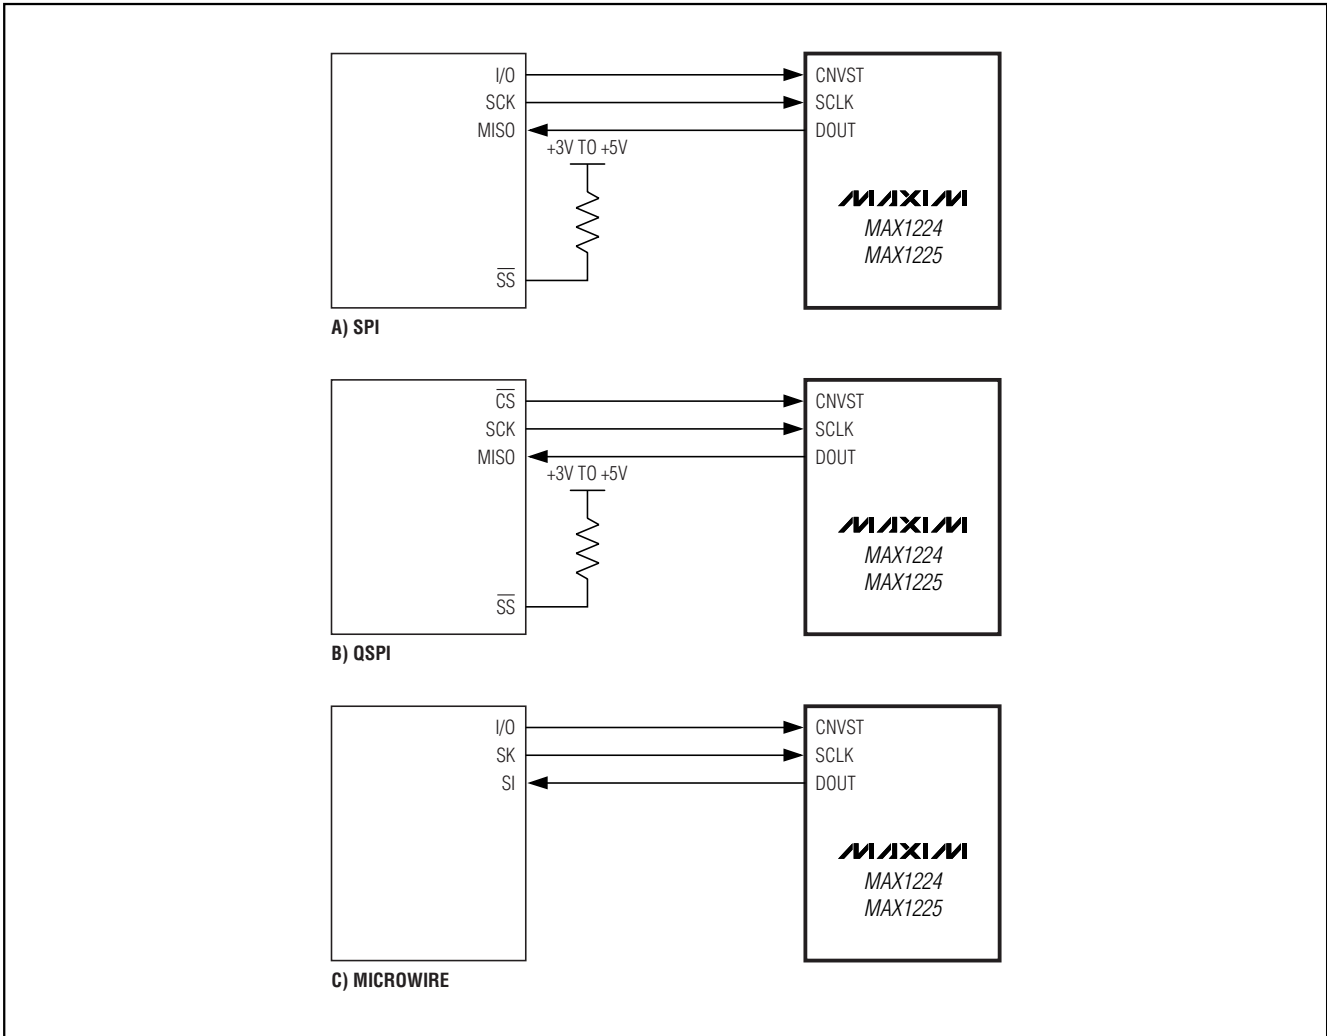 I/O
SCK
MISO
+3V TO +5V
SS
CNVST
SCLK
DOUT
MAXIM
MAX1224
MAX1225
A) SPI
CS
SCK
MISO
+3V TO +5V
SS
CNVST
SCLK
DOUT
MAXIM
MAX1224
MAX1225
B) QSPI
I/O
SK
SI
CNVST
SCLK
DOUT
MAXIM
MAX1224
MAX1225
C) MICROWIRE